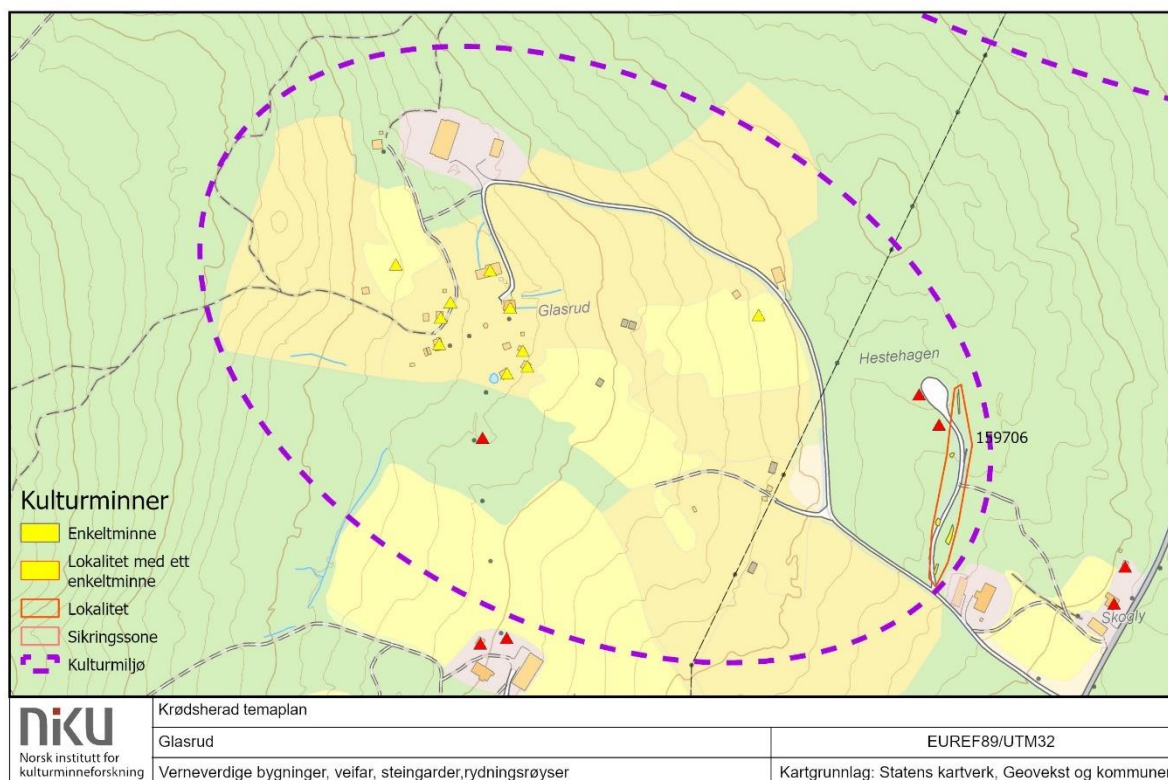 Glasrud
Hestehagen
159706
Skogly
Kulturminner
Enkeltminne
Lokalitet med ett
enkeltminne
Lokalitet
Sikringssone
Kulturmiljø
niku
Norsk institutt for
kulturminneforskning
Krødsherad temaplan
Glasrud
EUREF89/UTM32
Verneverdige bygninger, veifar, steingarder,rydningsrøyser
Kartgrunnlag: Statens kartverk, Geovekst og kommuner